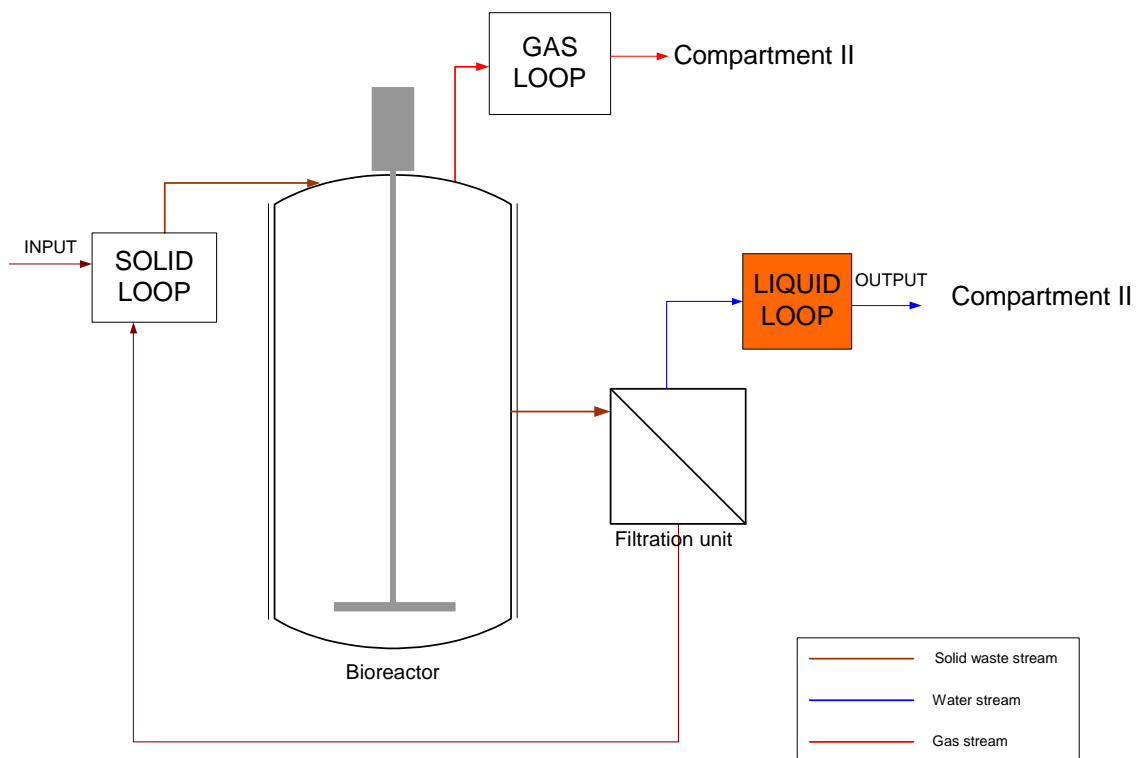 GAS
LOOP
Compartment II
INPUT
SOLID
LOOP
LIQUID
LOOP
OUTPUT
Compartment II
Filtration unit
Bioreactor
Solid waste stream
Water stream
Gas stream